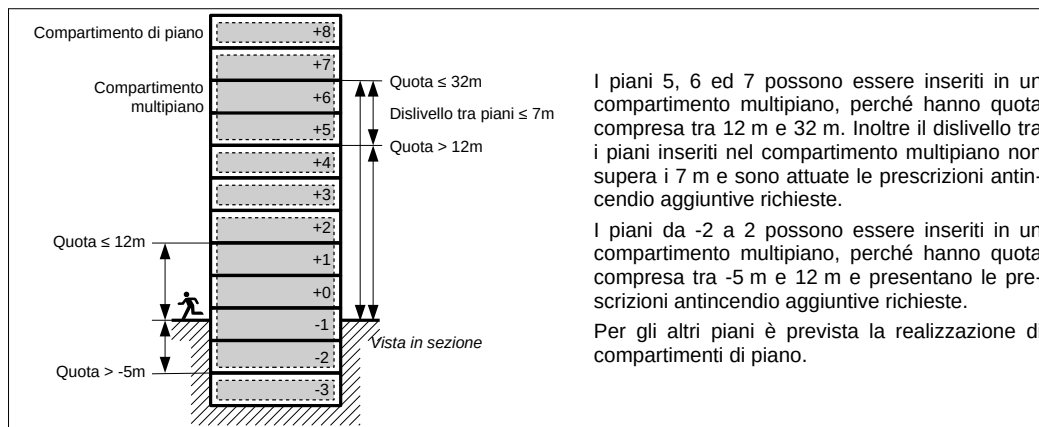 Compartimento di piano
Compartimento
multipiano
Quota ≤ 12m
Quota > -5m
+8
+7
+6
+5
+4
+3
+2
+1
+0
-1
-2
-3
Quota ≤ 32m
Dislivello tra piani ≤ 7m
Quota > 12m
Vista in sezione
I piani 5, 6 ed 7 possono essere inseriti in un
compartimento multipiano, perché hanno quota
compresa tra 12 m e 32 m. Inoltre il dislivello tra
i piani inseriti nel compartimento multipiano non
supera i 7 m e sono attuate le prescrizioni antin-
cendio aggiuntive richieste.
I piani da -2 a 2 possono essere inseriti in un
compartimento multipiano, perché hanno quota
compresa tra -5 m e 12 m e presentano le pre-
scrizioni antincendio aggiuntive richieste.
Per gli altri piani è prevista la realizzazione di
compartimenti di piano.